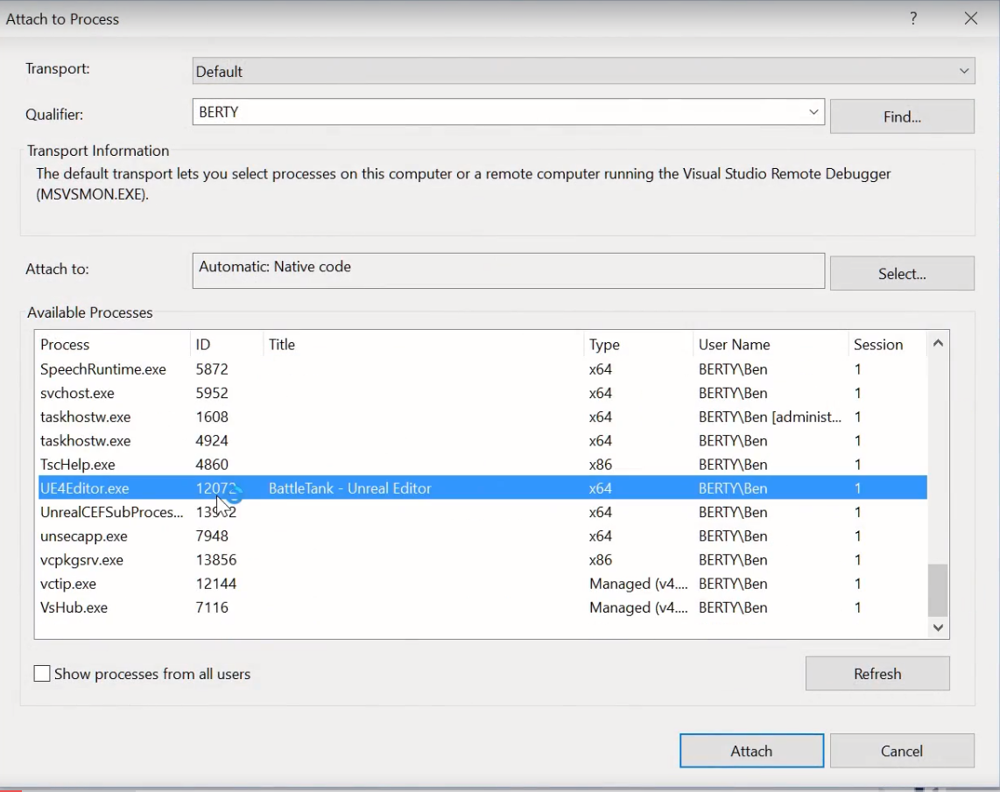 Attach to Process
?
Transport:
Default
Qualifier:
BERTY
Find...
Transport Information
The default transport lets you select processes on this computer or a remote computer running the Visual Studio Remote Debugger
(MSVSMON.EXE).
Attach to:
Automatic: Native code
Select...
Available Processes
Process ID Title Type User Name Session
SpeechRuntime.exe 5872 x64 BERTY\Ben 1
svchost.exe 5952 x64 BERTY\Ben 1
taskhostw.exe 1608 x64 BERTY\Ben [administ... 1
taskhostw.exe 4924 x64 BERTY\Ben 1
TscHelp.exe 4860 x86 BERTY\Ben 1
UE4Editor.exe BattleTank - Unreal Editor x64 BERTY\Ben 1
UnrealCEFSubProces... x64 BERTY\Ben 1
unsecapp.exe 7948 x64 BERTY\Ben 1
vcpkgsrv.exe 13856 x86 BERTY\Ben 1
vctip.exe 12144 Managed (v4.... BERTY\Ben 1
VsHub.exe 7116 Managed (v4.... BERTY\Ben 1
Show processes from all users
Refresh
Attach
Cancel